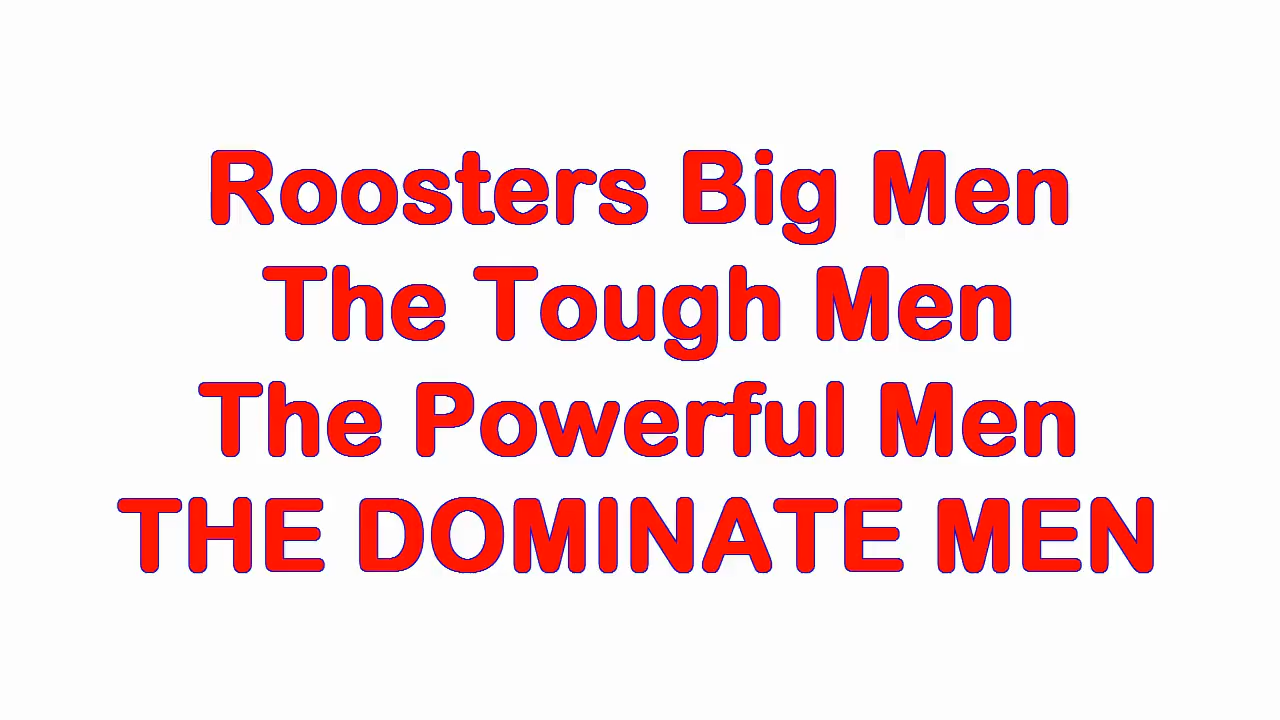 Roosters Big Men
The Tough Men
The Powerful Men
THE DOMINATE MEN